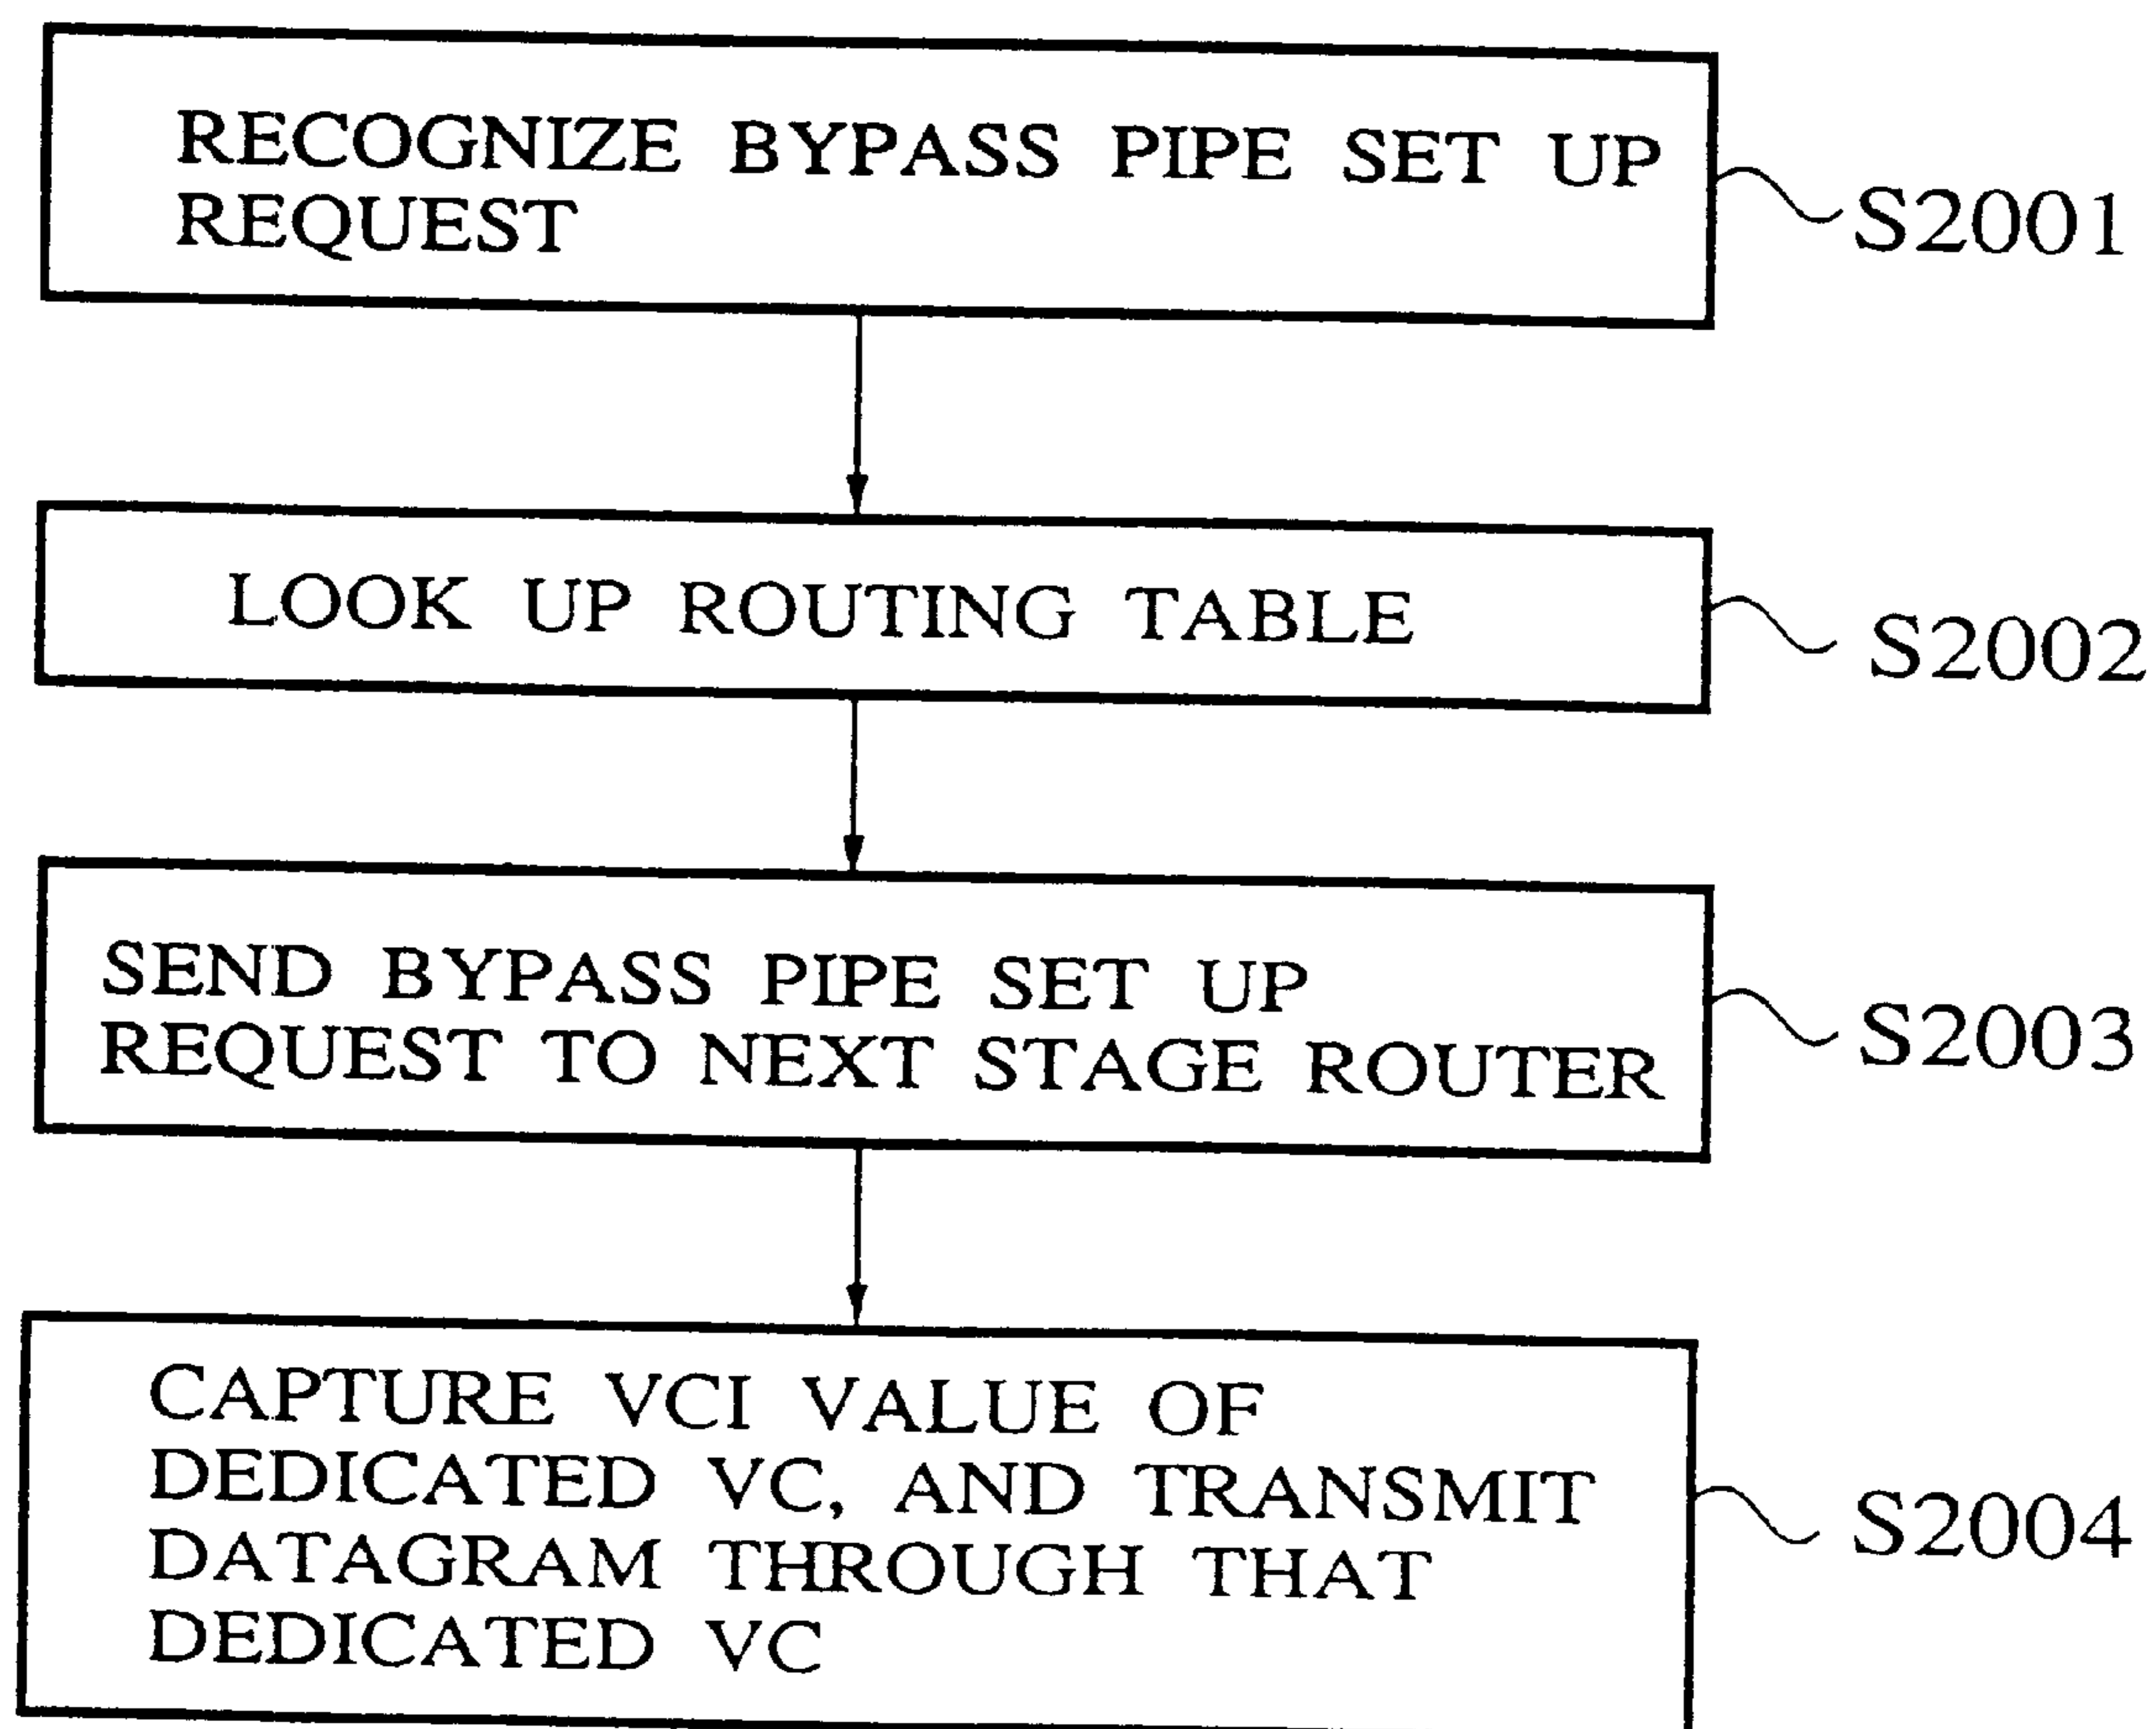 RECOGNIZE BYPASS PIPE SET UP
REQUEST
S2001
LOOK UP ROUTING TABLE
S2002
SEND BYPASS PIPE SET UP
REQUEST TO NEXT STAGE ROUTER
S2003
CAPTURE VCI VALUE OF
DEDICATED VC, AND TRANSMIT
DATAGRAM THROUGH THAT
DEDICATED VC
S2004